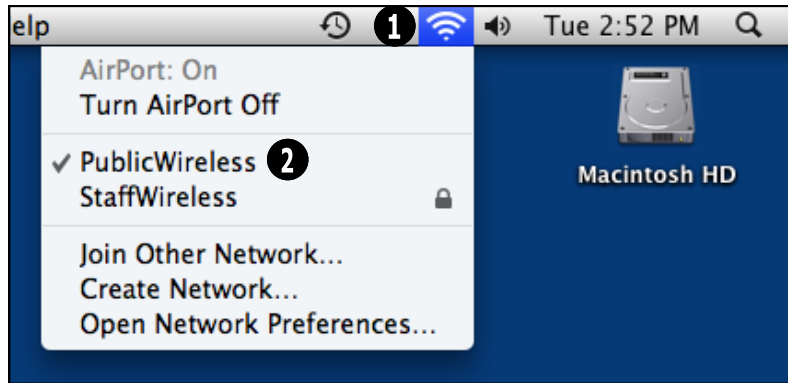 elp 1 Tue 2:52 PM
AirPort: On
Turn AirPort Off
✓ PublicWireless 2
StaffWireless
Join Other Network...
Create Network...
Open Network Preferences...
Macintosh HD